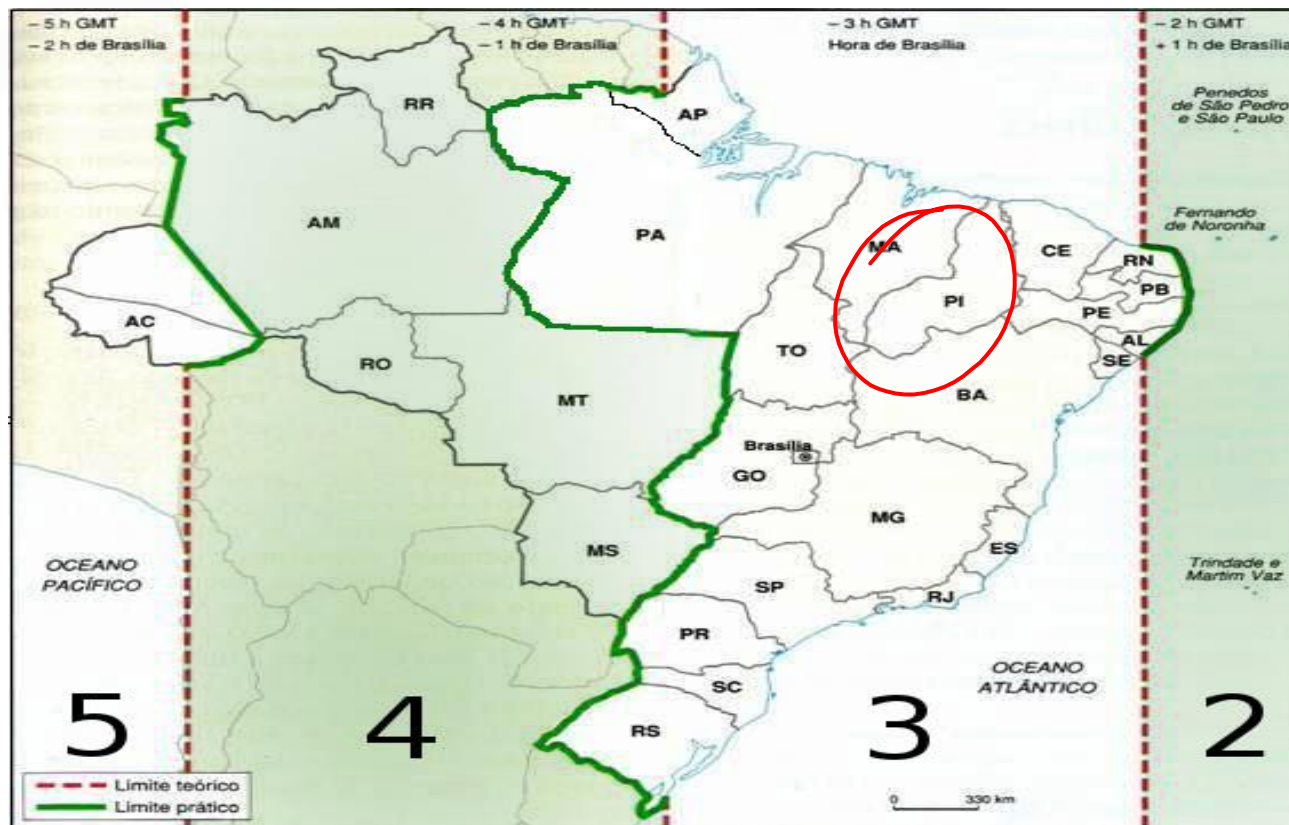 – 5 h GMT
– 2 h de Brasília
– 4 h GMT
– 1 h de Brasília
– 3 h GMT
Hora de Brasília
– 2 h GMT
+ 1 h de Brasília
Penedos
de São Pedro
e São Paulo
RR
AP
AM
PA
MA
CE
Fernando
de Noronha
RN
PB
PI
PE
AC
AL
SE
RO
TO
MT
BA
Brasília
GO
MG
MS
ES
OCEANO
PACÍFICO
Trindade e
Martim Vaz
SP
RJ
PR
SC
OCEANO
ATLÂNTICO
RS
5
4
3
2
Limite teórico
Limite prático
0
330 km